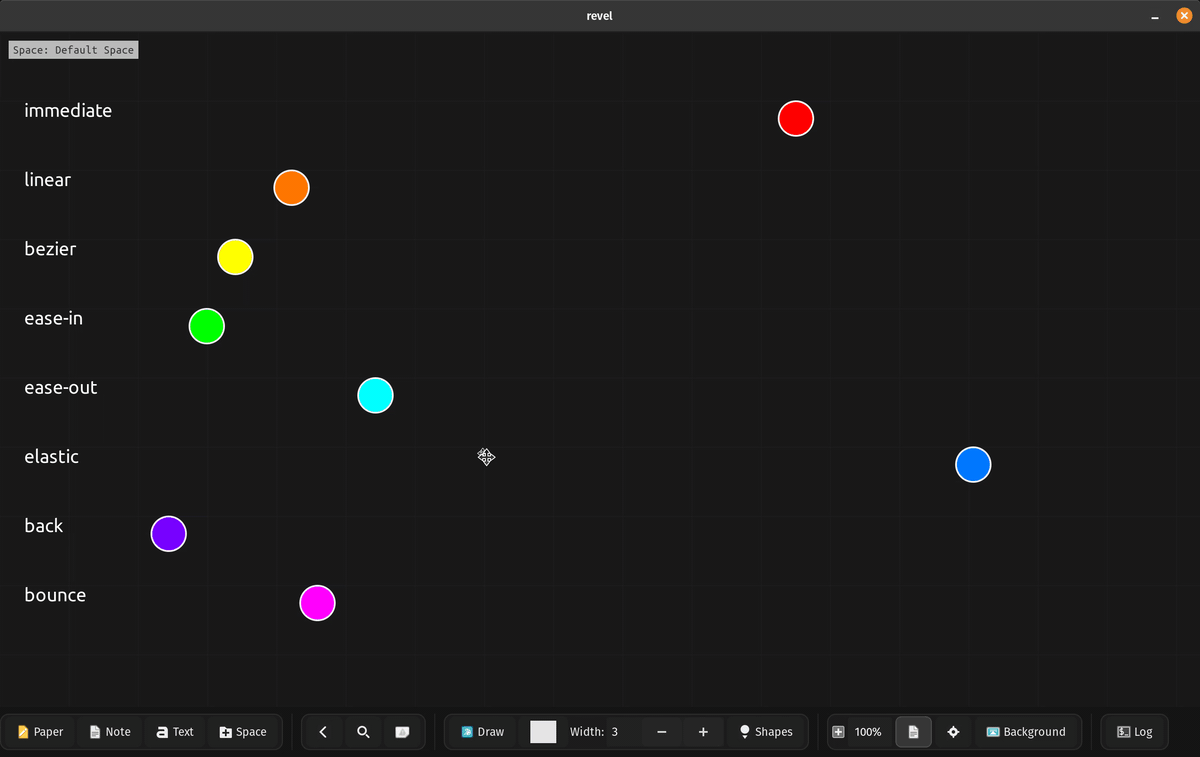 revel
Space: Default Space
immediate
linear
bezier
ease-in
ease-out
elastic
back
bounce
Paper Note Text Space Draw Width: 3 Shapes 100% Background Log